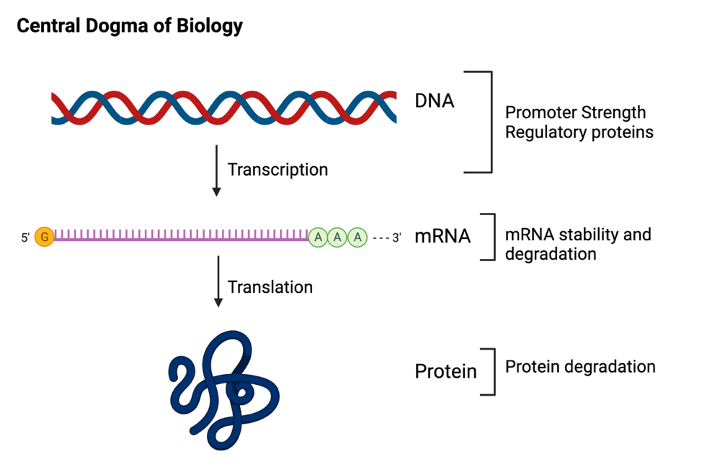 Central Dogma of Biology
DNA
Promoter Strength
Regulatory proteins
Transcription
5' G A A A --- 3' mRNA
mRNA stability and
degradation
Translation
Protein
Protein degradation